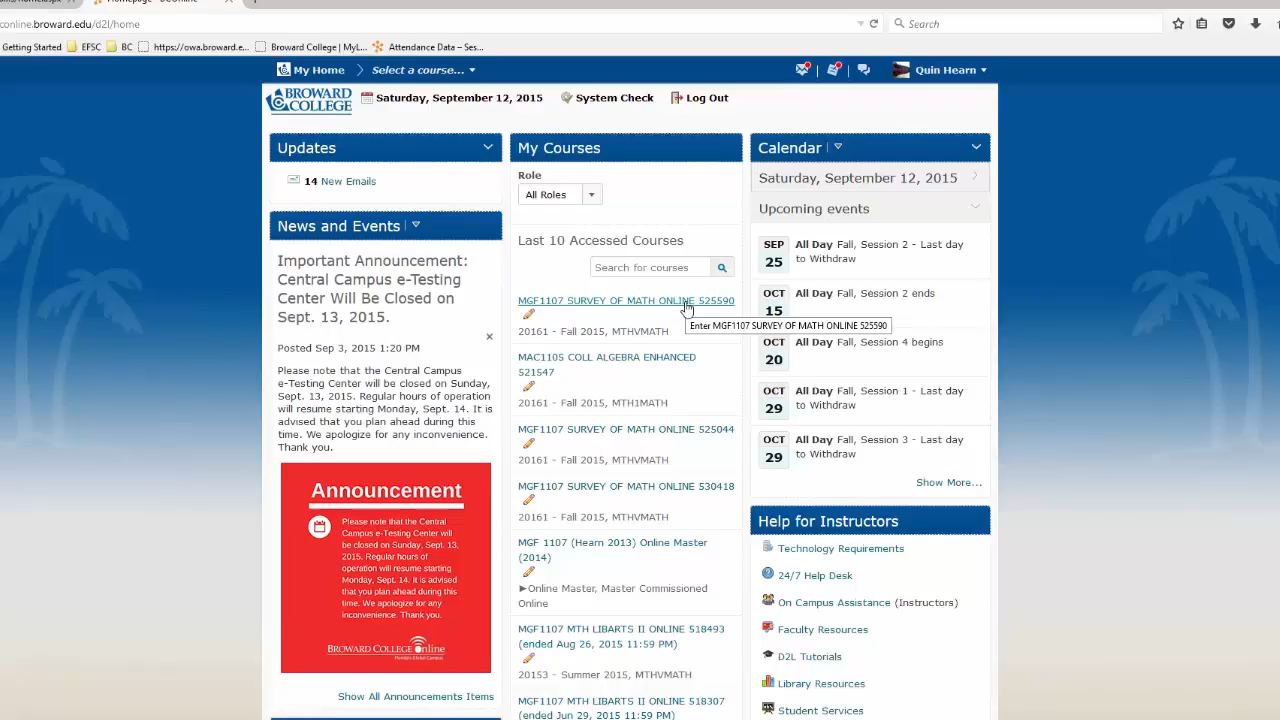 conline.broward.edu/d2l/home
Search
Getting Started
EFSC
BC
https://owa.broward.e...
Broward College | MyL...
Attendance Data – Ses...
My Home
Select a course...
Quin Hearn
BROWARD
COLLEGE
Saturday, September 12, 2015
System Check
Log Out
Updates
14 New Emails
News and Events
Important Announcement:
Central Campus e-Testing
Center Will Be Closed on
Sept. 13, 2015.
Posted Sep 3, 2015 1:20 PM
Please note that the Central Campus
e-Testing Center will be closed on Sunday,
Sept. 13, 2015. Regular hours of operation
will resume starting Monday, Sept. 14. It is
advised that you plan ahead during this
time. We apologize for any inconvenience.
Thank you.
Announcement
Please note that the Central
Campus e-Testing Center will
be closed on Sunday, Sept. 13,
2015. Regular hours of
operation will resume starting
Monday, Sept. 14. It is advised
that you plan ahead during this
time. We apologize for any
inconvenience. Thank you.
BROWARD COLLEGE online
Florida's Global Campus
Show All Announcements Items
My Courses
Role
All Roles
Last 10 Accessed Courses
Search for courses
MGF1107 SURVEY OF MATH ONLINE 525590
Enter MGF1107 SURVEY OF MATH ONLINE 525590
20161 - Fall 2015, MTHVMATH
MAC1105 COLL ALGEBRA ENHANCED
521547
20161 - Fall 2015, MTH1MATH
MGF1107 SURVEY OF MATH ONLINE 525044
20161 - Fall 2015, MTHVMATH
MGF1107 SURVEY OF MATH ONLINE 530418
20161 - Fall 2015, MTHVMATH
MGF 1107 (Hearn 2013) Online Master
(2014)
►Online Master, Master Commissioned
Online
MGF1107 MTH LIBARTS II ONLINE 518493
(ended Aug 26, 2015 11:59 PM)
20153 - Summer 2015, MTHVMATH
MGF1107 MTH LIBARTS II ONLINE 518307
(ended Jun 29, 2015 11:59 PM)
Calendar
Saturday, September 12, 2015
Upcoming events
SEP
25
All Day Fall, Session 2 - Last day
to Withdraw
OCT
15
All Day Fall, Session 2 ends
OCT
20
All Day Fall, Session 4 begins
OCT
29
All Day Fall, Session 1 - Last day
to Withdraw
OCT
29
All Day Fall, Session 3 - Last day
to Withdraw
Show More...
Help for Instructors
Technology Requirements
24/7 Help Desk
On Campus Assistance (Instructors)
Faculty Resources
D2L Tutorials
Library Resources
Student Services